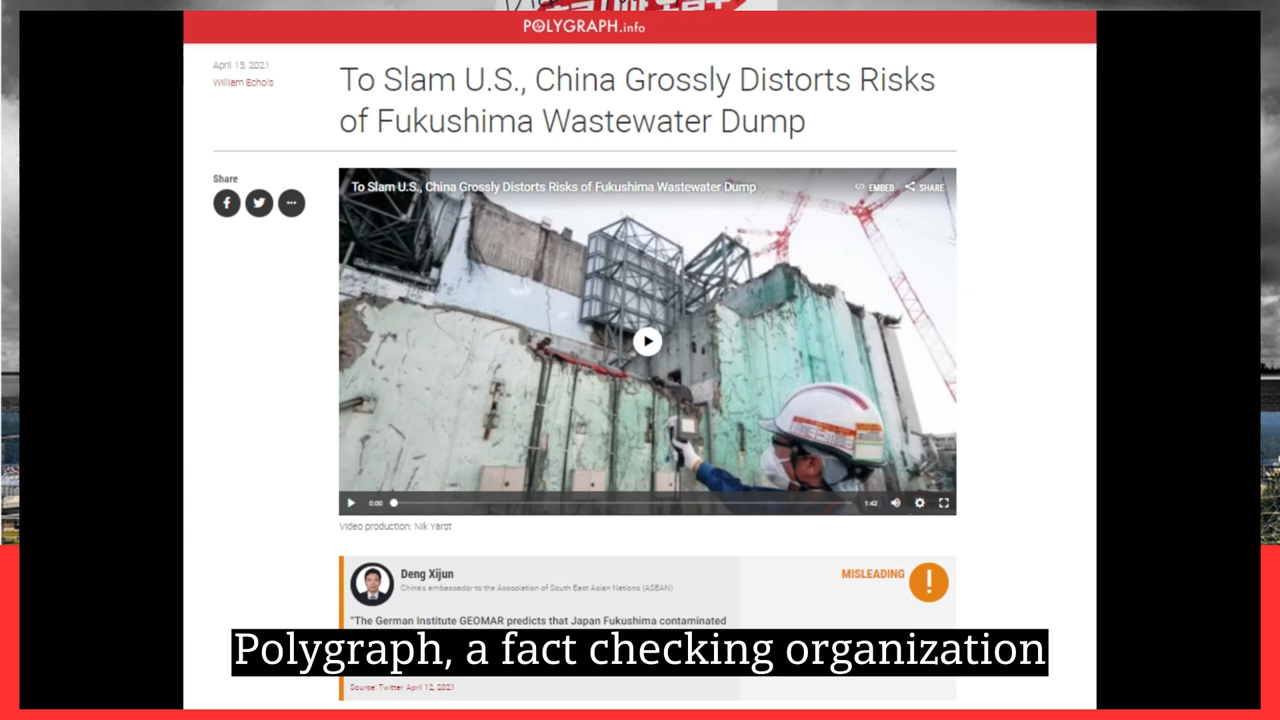 POLYGRAPH.info
April 15, 2021
William Echols
To Slam U.S., China Grossly Distorts Risks
of Fukushima Wastewater Dump
Share
To Slam U.S., China Grossly Distorts Risks of Fukushima Wastewater Dump
EMBED
SHARE
0:00
1:42
Video production: Nik Yarst
Deng Xijun
China's ambassador to the Association of South East Asian Nations (ASEAN)
MISLEADING
"The German Institute GEOMAR predicts that Japan Fukushima contaminated
Polygraph, a fact checking organization
Source: Twitter, April 12, 2021